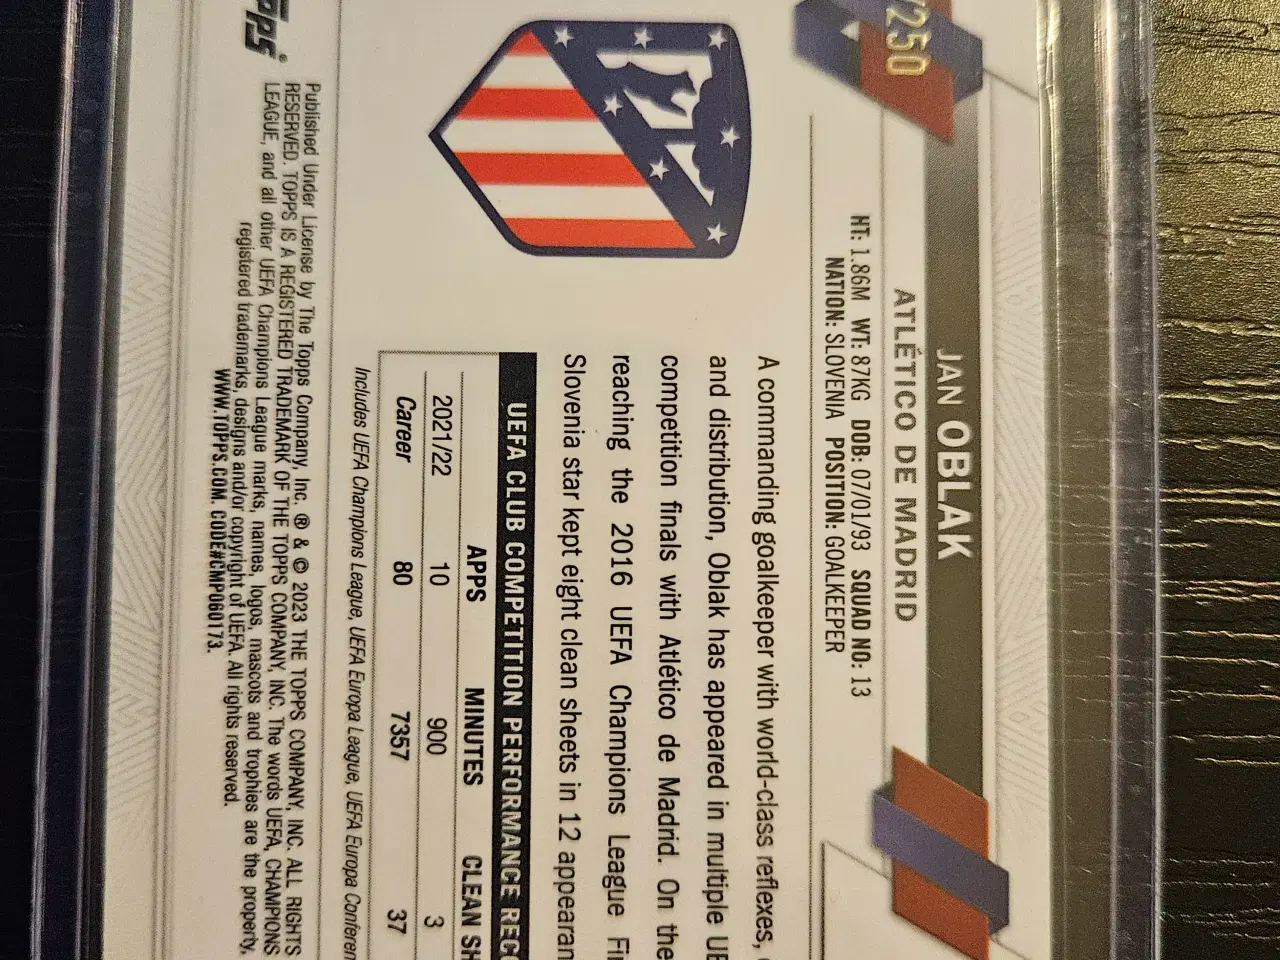 /250
JAN OBLAK
ATLÉTICO DE MADRID
HT: 1.86M WT: 87KG DOB: 07/01/93 SQUAD NO: 13
NATION: SLOVENIA POSITION: GOALKEEPER
A commanding goalkeeper with world-class reflexes,
and distribution, Oblak has appeared in multiple UE
competition finals with Atlético de Madrid. On the
reaching the 2016 UEFA Champions League Fi
Slovenia star kept eight clean sheets in 12 appearan
UEFA CLUB COMPETITION PERFORMANCE REC
APPS MINUTES CLEAN SH
2021/22 10 900 3
Career 80 7357 37
Includes UEFA Champions League, UEFA Europa League, UEFA Europa Conferen
Published Under License by The Topps Company, Inc. ® & © 2023 THE TOPPS COMPANY, INC. ALL RIGHTS
RESERVED. TOPPS IS A REGISTERED TRADEMARK OF THE TOPPS COMPANY, INC. The words UEFA, CHAMPIONS
LEAGUE, and all other UEFA Champions League marks, names, logos, mascots and trophies are the property,
registered trademarks, designs and/or copyright of UEFA. All rights reserved.
WWW.TOPPS.COM. CODE#CMP060173.
pps®